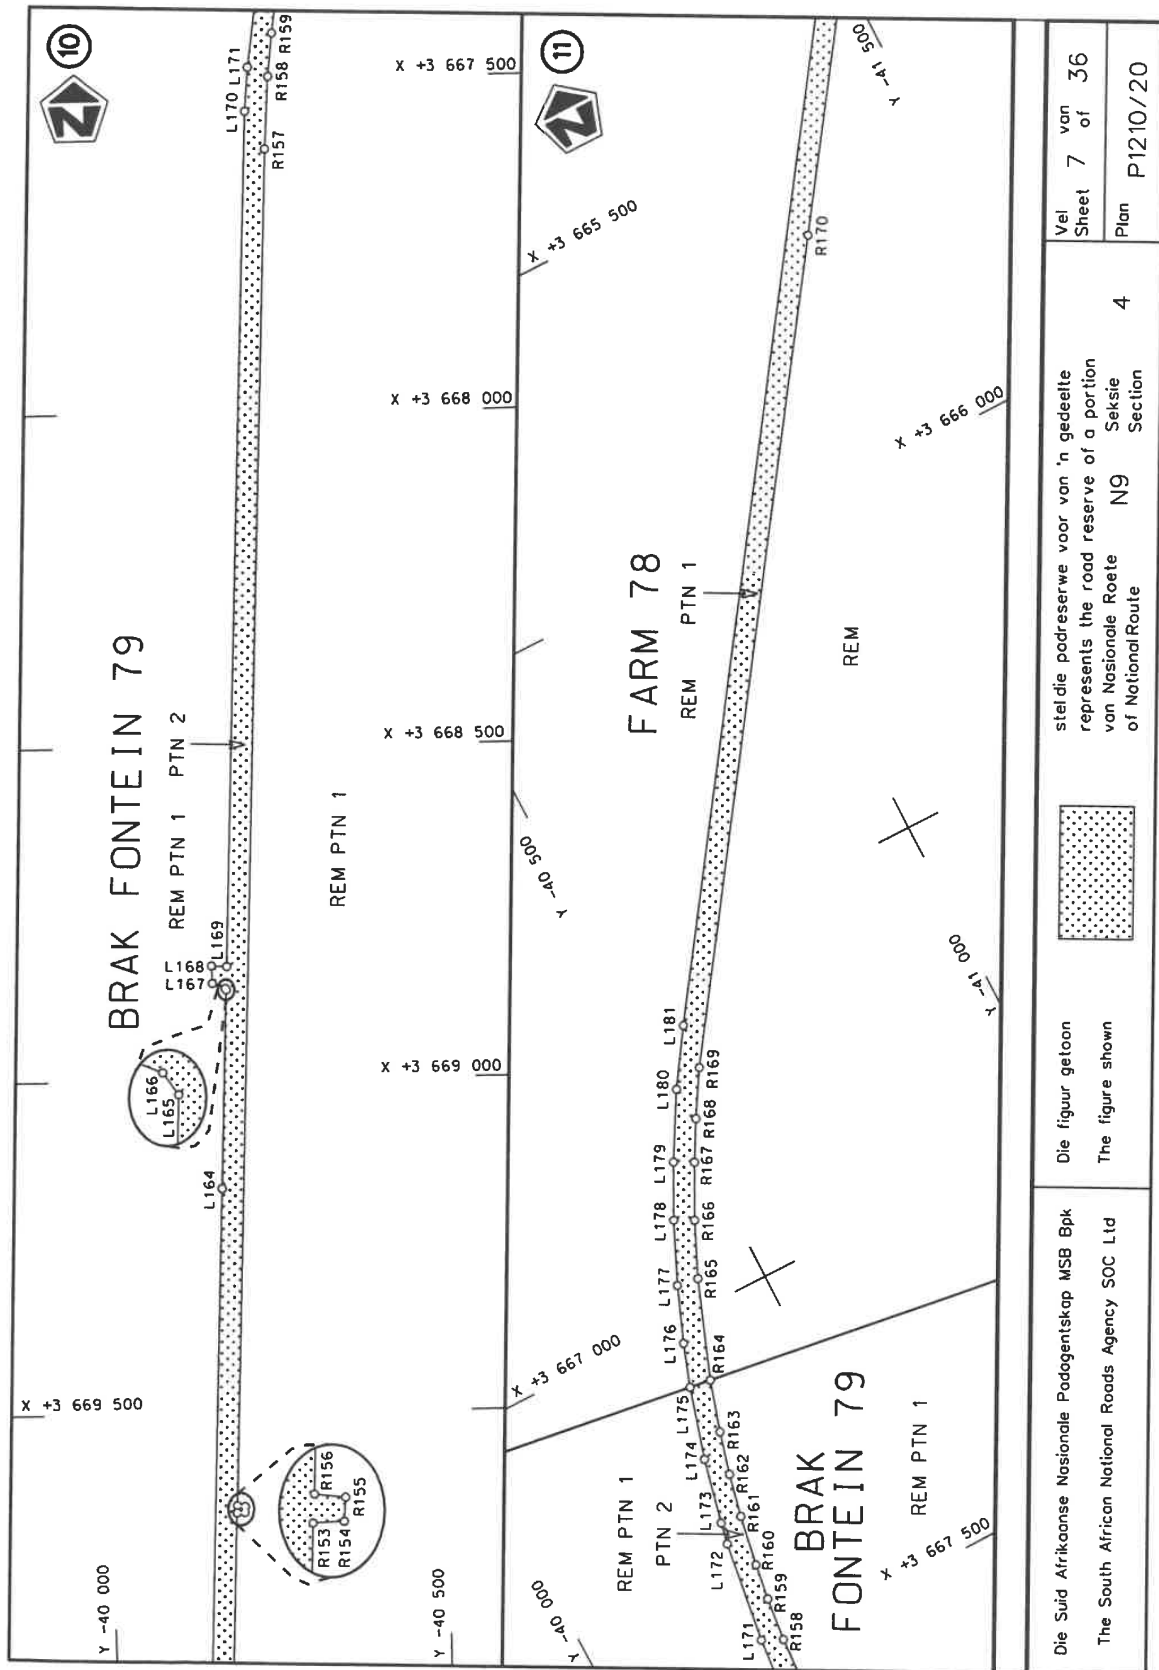 10
N
BRAK FONTEIN 79
REM PTN 1 PTN 2
REM PTN 1
Y -40 000
Y -40 500
X +3 669 500
X +3 669 000
X +3 668 500
X +3 668 000
X +3 667 500
L164
L165
L166
L167
L168
L169
L170 L171
R153
R154
R155
R156
R157
R158
R159
11
N
FARM 78
REM PTN 1
REM
BRAK
FONTEIN 79
REM PTN 1
PTN 2
REM PTN 1
Y -40 000
Y -40 500
Y -41 000
Y -41 500
X +3 667 500
X +3 667 000
X +3 666 000
X +3 665 500
L171
L172
L173
L174
L175
L176
L177
L178
L179
L180
L181
R158
R159
R160
R161
R162
R163
R164
R165
R166
R167
R168
R169
R170
Die Suid Afrikaanse Nasionale Padagentskap MSB Bpk
The South African National Roads Agency SOC Ltd
Die figuur getoon
The figure shown
stel die padreserwe voor van 'n gedeelte
represents the road reserve of a portion
van Nasionale Roete N9 Seksie 4
of National Route Section
Vel 7 van 36
Sheet of
Plan P1210/20